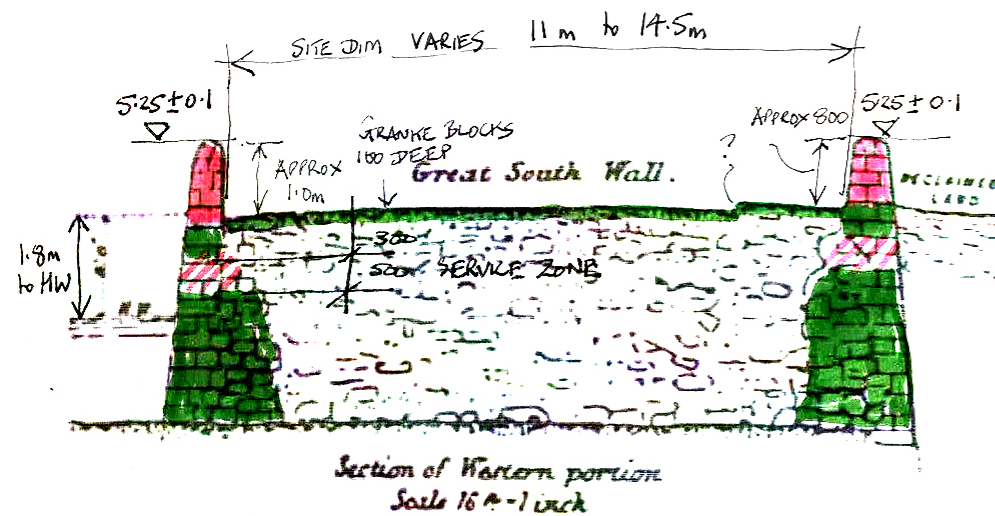 SITE DIM VARIES 11m to 14.5m
5.25 ± 0.1
5.25 ± 0.1
APPROX 800
GRANITE BLOCKS
100 DEEP
?
APPROX
1.0m
Great South Wall.
RECLAIMED
LAND
300
1.8m
to HW
500 SERVICE ZONE
H.W.
Section of Western portion
Scale 16 ft = 1 inch